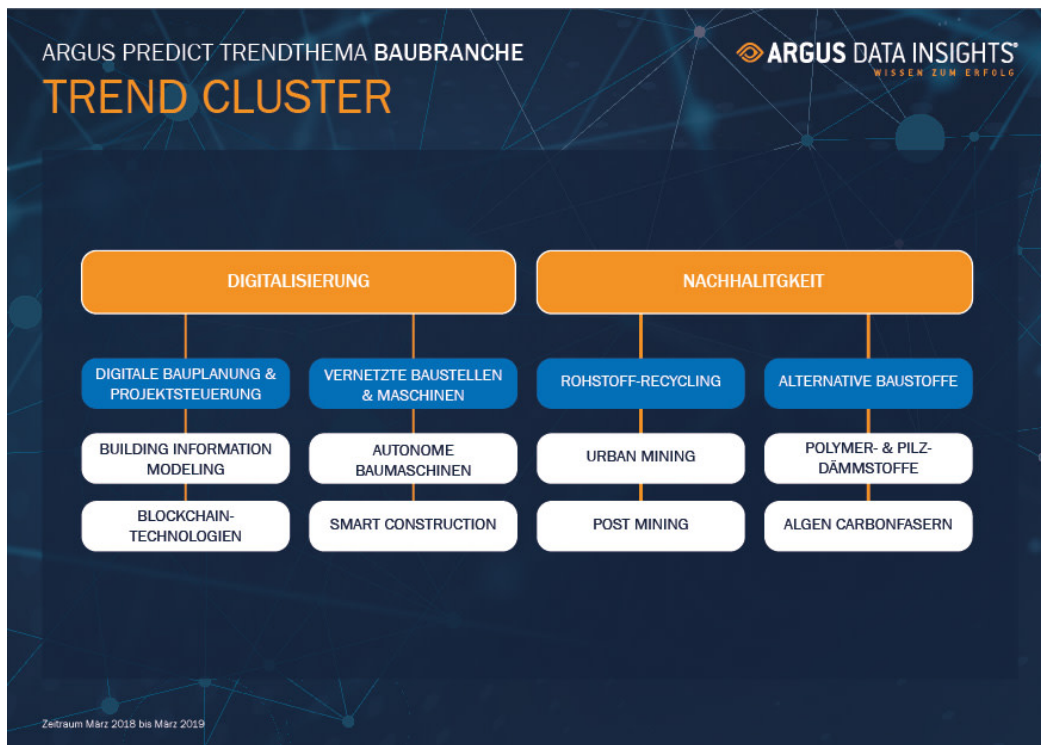 ARGUS PREDICT TRENDTHEMA BAUBRANCHE
TREND CLUSTER
ARGUS DATA INSIGHTS®
WISSEN ZUM ERFOLG
DIGITALISIERUNG
NACHHALITGKEIT
DIGITALE BAUPLANUNG &
PROJEKTSTEUERUNG
VERNETZTE BAUSTELLEN
& MASCHINEN
ROHSTOFF-RECYCLING
ALTERNATIVE BAUSTOFFE
BUILDING INFORMATION
MODELING
AUTONOME
BAUMASCHINEN
URBAN MINING
POLYMER- & PILZ-
DÄMMSTOFFE
BLOCKCHAIN-
TECHNOLOGIEN
SMART CONSTRUCTION
POST MINING
ALGEN CARBONFASERN
Zeitraum März 2018 bis März 2019